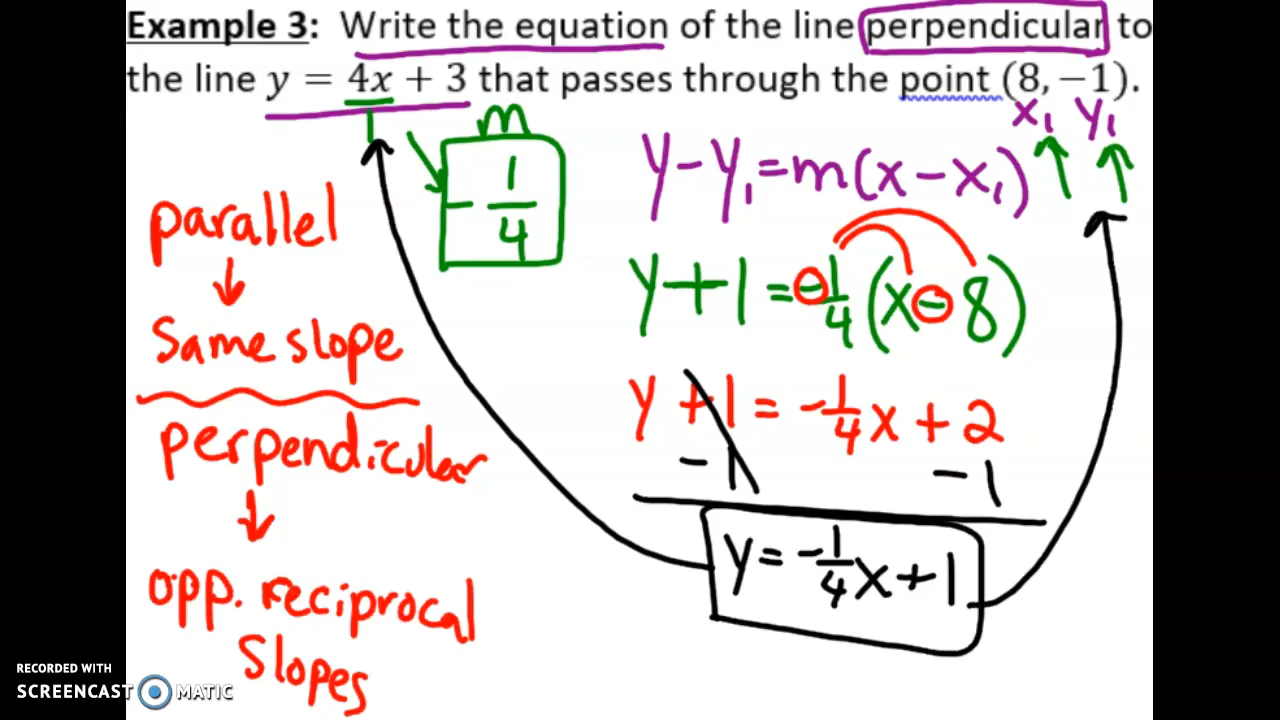 Example 3: Write the equation of the line perpendicular to
the line y = 4x + 3 that passes through the point (8, −1).
1
m
−1/4
x₁ y₁
parallel
Same slope
perpendicular
opp. reciprocal
Slopes
y − y₁ = m(x − x₁)
y + 1 = −1/4(x − 8)
y + 1 = −1/4x + 2
− 1 − 1
y = −1/4x + 1
RECORDED WITH
SCREENCAST MATIC